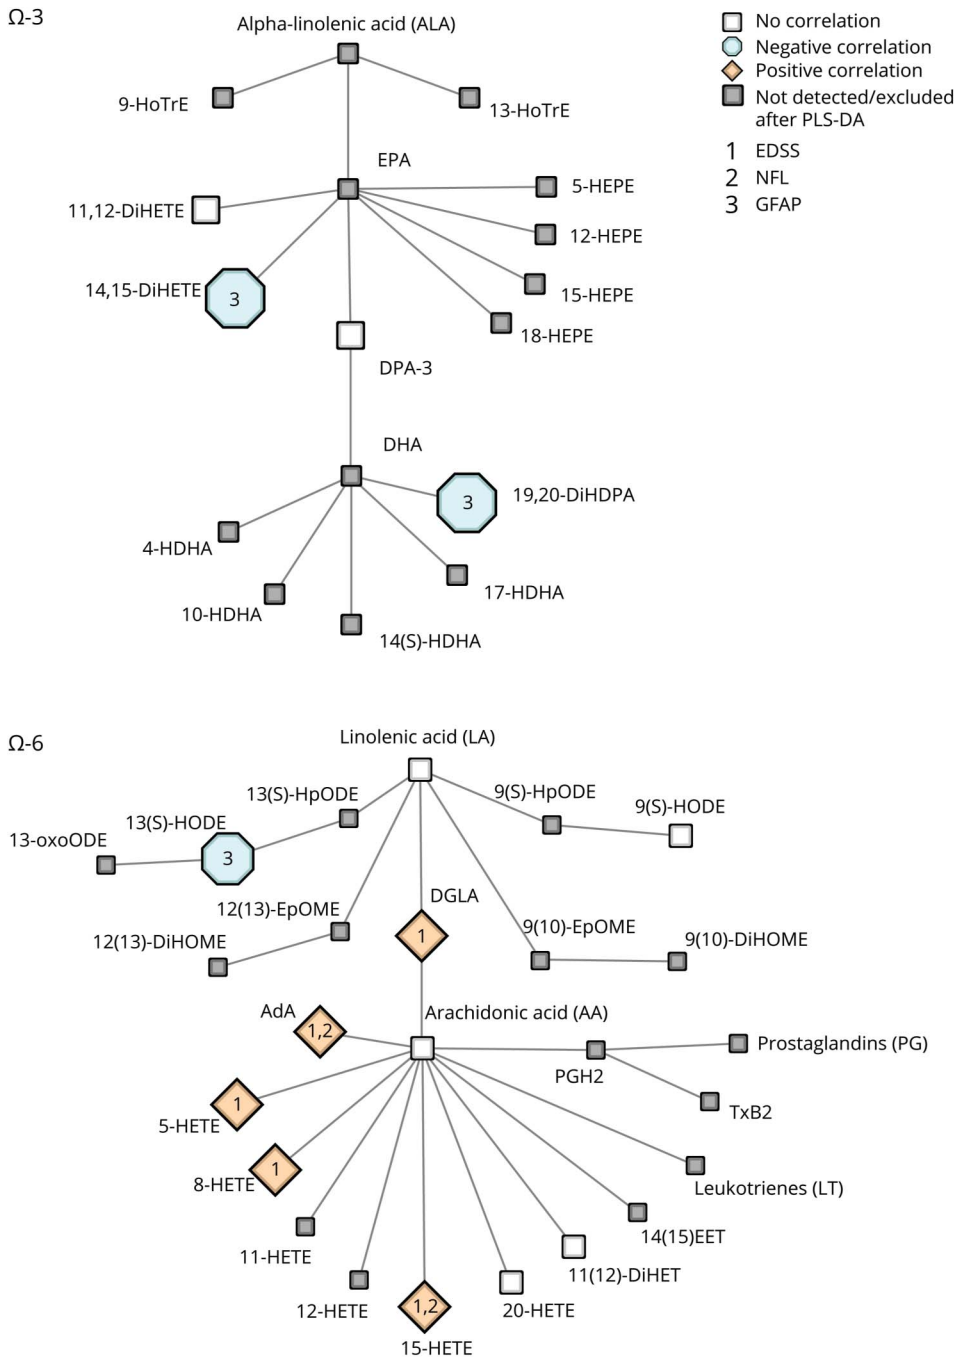 Ω-3
Alpha-linolenic acid (ALA)
No correlation
Negative correlation
Positive correlation
Not detected/excluded
after PLS-DA
1 EDSS
2 NFL
3 GFAP
9-HoTrE
13-HoTrE
EPA
5-HEPE
11,12-DiHETE
12-HEPE
14,15-DiHETE
3
15-HEPE
18-HEPE
DPA-3
DHA
3
19,20-DiHDPA
4-HDHA
17-HDHA
10-HDHA
14(S)-HDHA
Ω-6
Linolenic acid (LA)
13(S)-HpODE
9(S)-HpODE
9(S)-HODE
13(S)-HODE
13-oxoODE
3
DGLA
1
12(13)-EpOME
12(13)-DiHOME
9(10)-EpOME
9(10)-DiHOME
AdA
1,2
Arachidonic acid (AA)
Prostaglandins (PG)
PGH2
TxB2
1
5-HETE
1
8-HETE
Leukotrienes (LT)
14(15)EET
11-HETE
11(12)-DiHET
12-HETE
1,2
20-HETE
15-HETE